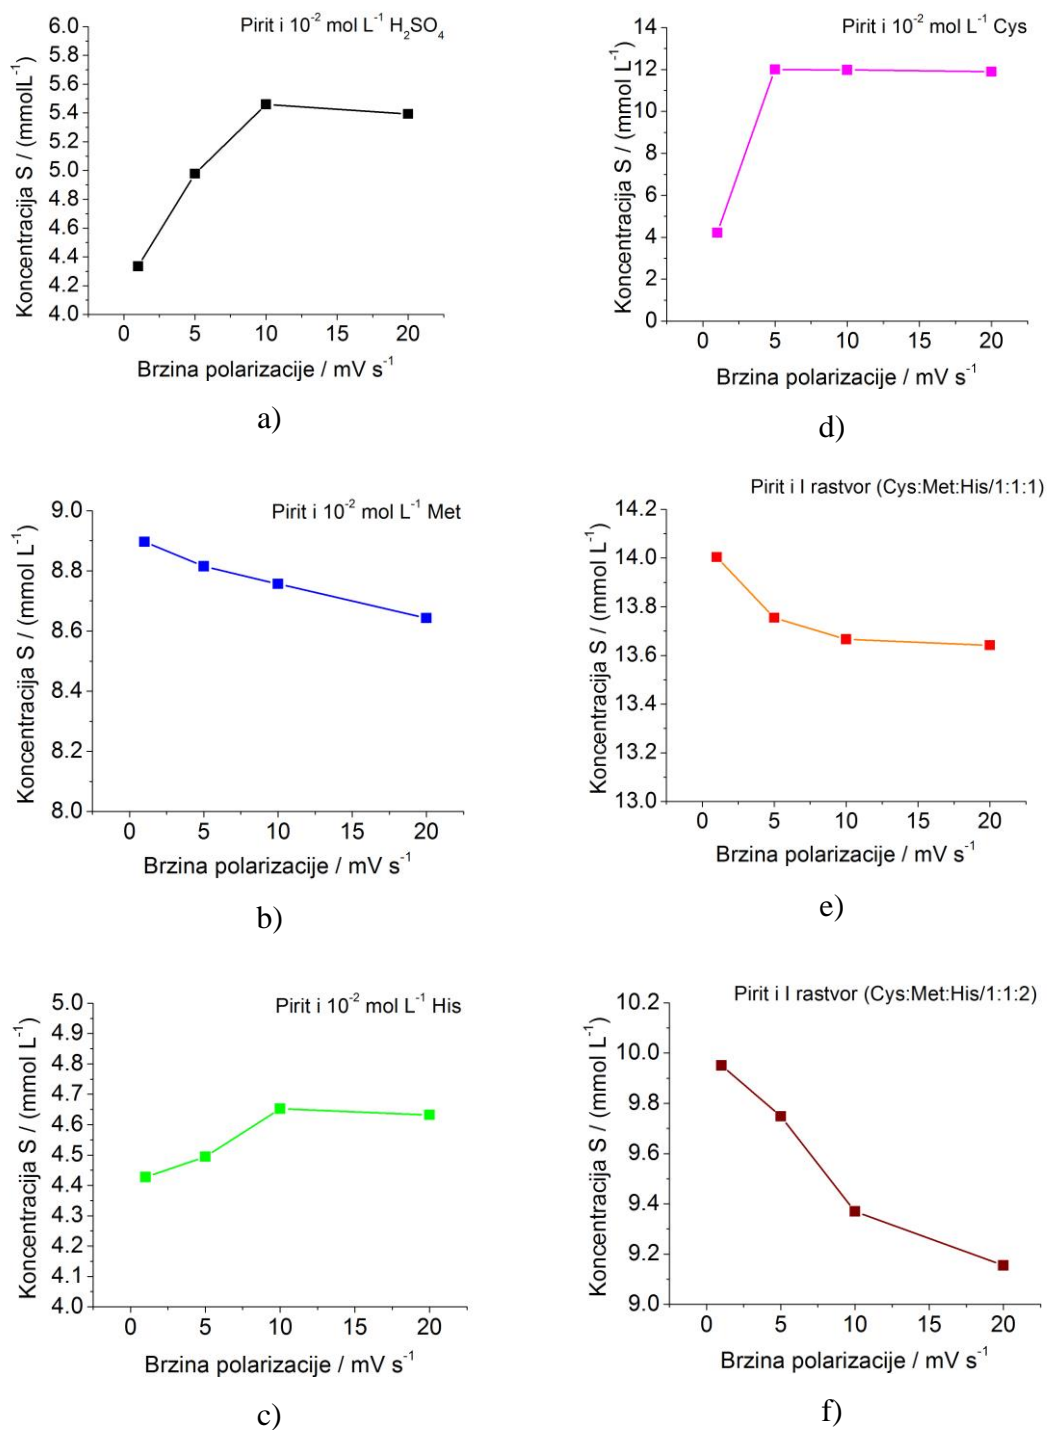 Pirit i 10⁻² mol L⁻¹ H₂SO₄
Koncentracija S / (mmolL⁻¹)
6.0
5.8
5.6
5.4
5.2
5.0
4.8
4.6
4.4
4.2
4.0
0 5 10 15 20
Brzina polarizacije / mV s⁻¹
a)
Pirit i 10⁻² mol L⁻¹ Cys
Koncentracija S / (mmol L⁻¹)
14
12
10
8
6
4
2
0
0 5 10 15 20
Brzina polarizacije / mV s⁻¹
d)
Pirit i 10⁻² mol L⁻¹ Met
Koncentracija S / (mmol L⁻¹)
9.0
8.8
8.6
8.4
8.2
8.0
0 5 10 15 20
Brzina polarizacije / mV s⁻¹
b)
Pirit i I rastvor (Cys:Met:His/1:1:1)
Koncentracija S / (mmol L⁻¹)
14.2
14.0
13.8
13.6
13.4
13.2
13.0
0 5 10 15 20
Brzina polarizacije / mV s⁻¹
e)
Pirit i 10⁻² mol L⁻¹ His
Koncentracija S / (mmol L⁻¹)
5.0
4.9
4.8
4.7
4.6
4.5
4.4
4.3
4.2
4.1
4.0
0 5 10 15 20
Brzina polarizacije / mV s⁻¹
c)
Pirit i I rastvor (Cys:Met:His/1:1:2)
Koncentracija S / (mmol L⁻¹)
10.2
10.0
9.8
9.6
9.4
9.2
9.0
0 5 10 15 20
Brzina polarizacije / mV s⁻¹
f)